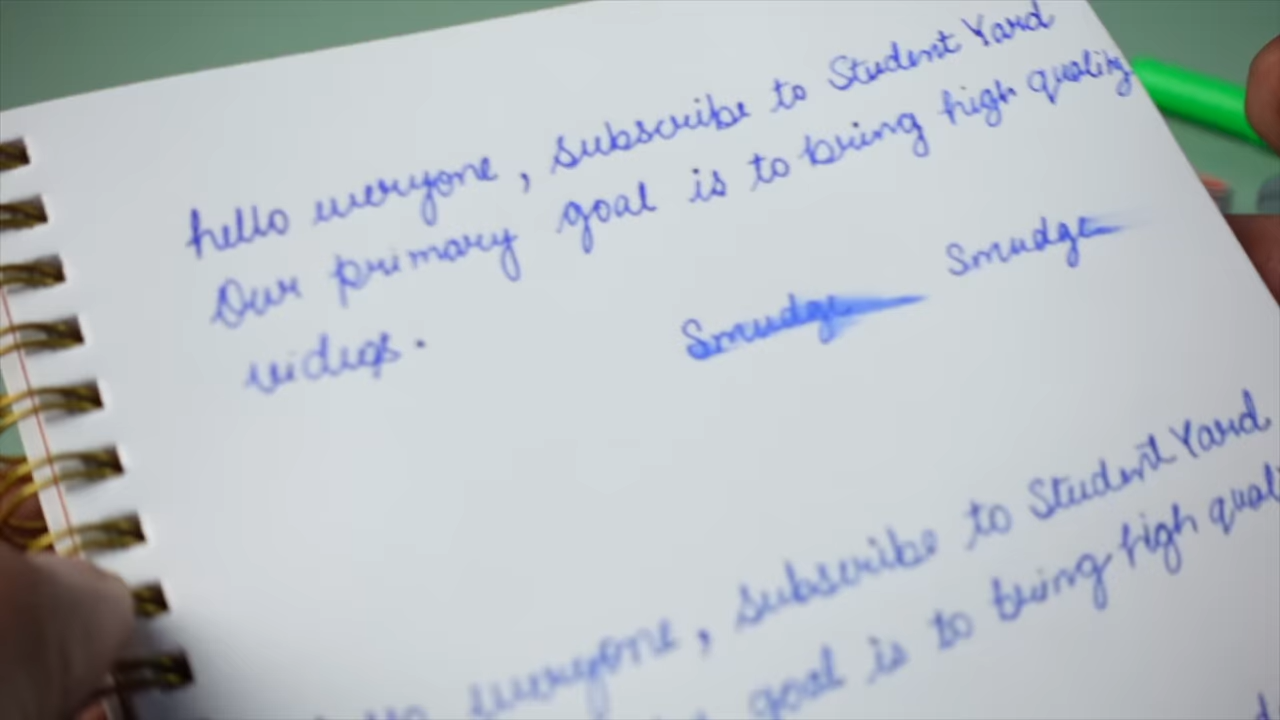 hello everyone, subscribe to Student Yard
Our primary goal is to bring high quality
videos.
Smudge
Smudge
hello everyone, subscribe to Student Yard
goal is to bring high